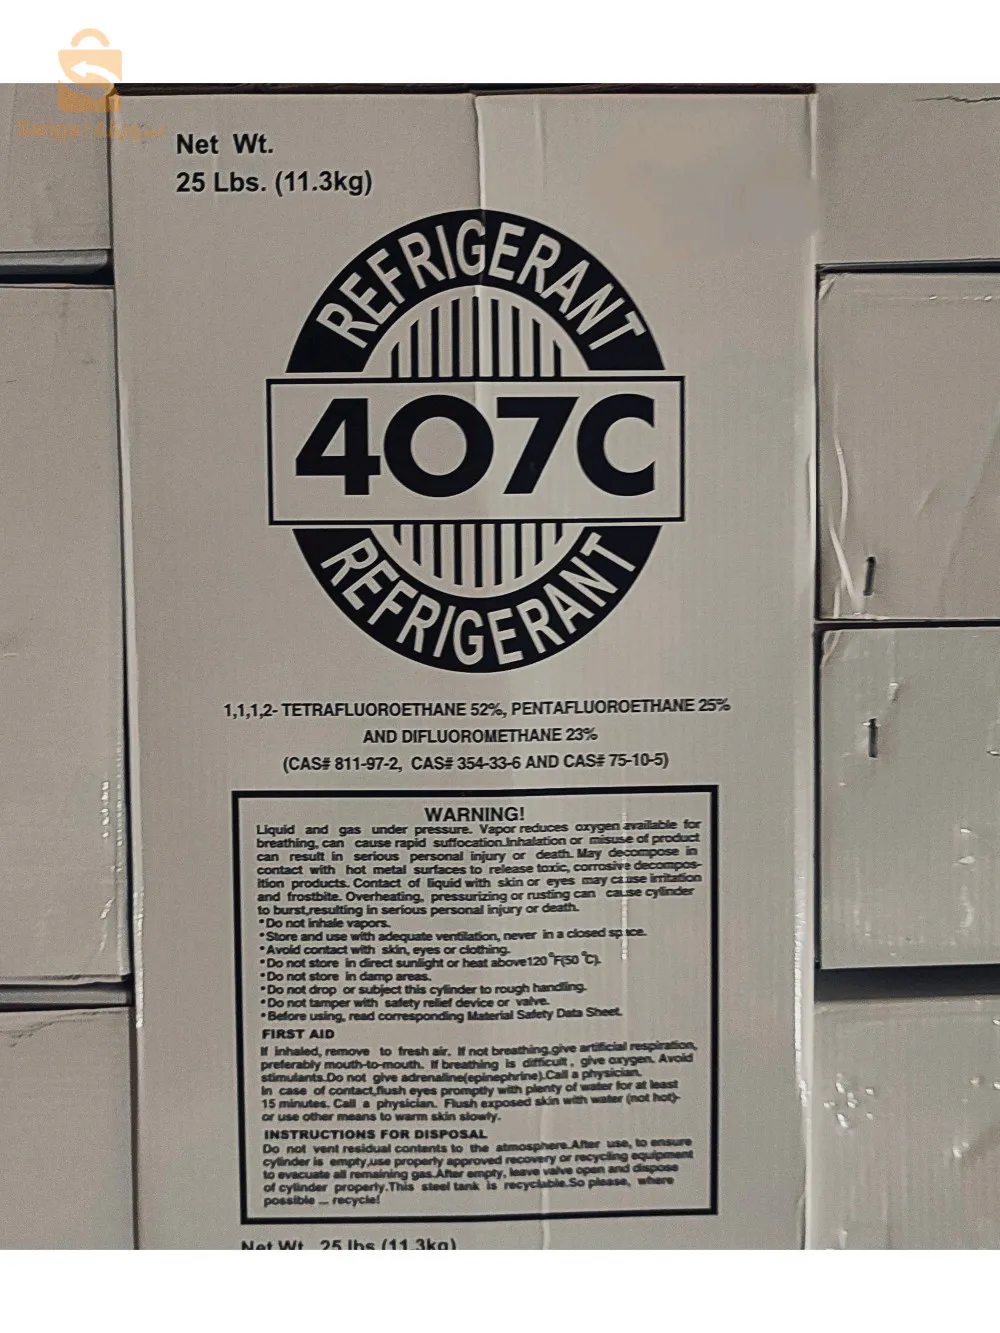 Net Wt.
25 Lbs. (11.3kg)
REFRIGERANT
407C
REFRIGERANT
1,1,1,2- TETRAFLUOROETHANE 52%, PENTAFLUOROETHANE 25%
AND DIFLUOROMETHANE 23%
(CAS# 811-97-2, CAS# 354-33-6 AND CAS# 75-10-5)
WARNING!
Liquid and gas under pressure. Vapor reduces oxygen available for
breathing, can cause rapid suffocation.Inhalation or misuse of product
can result in serious personal injury or death. May decompose in
contact with hot metal surfaces to release toxic, corrosive decompos-
ition products. Contact of liquid with skin or eyes may cause irritation
and frostbite. Overheating, pressurizing or rusting can cause cylinder
to burst,resulting in serious personal injury or death.
*Do not inhale vapors.
*Store and use with adequate ventilation, never in a closed space.
*Avoid contact with skin, eyes or clothing.
*Do not store in direct sunlight or heat above120°F(50°C).
*Do not store in damp areas.
*Do not drop or subject this cylinder to rough handling.
*Do not tamper with safety relief device or valve.
*Before using, read corresponding Material Safety Data Sheet.
FIRST AID
If inhaled, remove to fresh air. If not breathing,give artificial respiration,
preferably mouth-to-mouth. If breathing is difficult, give oxygen. Avoid
stimulants.Do not give adrenaline(epinephrine).Call a physician.
In case of contact,flush eyes promptly with plenty of water for at least
15 minutes. Call a physician. Flush exposed skin with water (not hot)-
or use other means to warm skin slowly.
INSTRUCTIONS FOR DISPOSAL
Do not vent residual contents to the atmosphere.After use, to ensure
cylinder is empty,use properly approved recovery or recycling equipment
to evacuate all remaining gas.After empty, leave valve open and dispose
of cylinder properly.This steel tank is recyclable.So please, where
possible ... recycle!
Net Wt. 25 lbs (11.3kg)